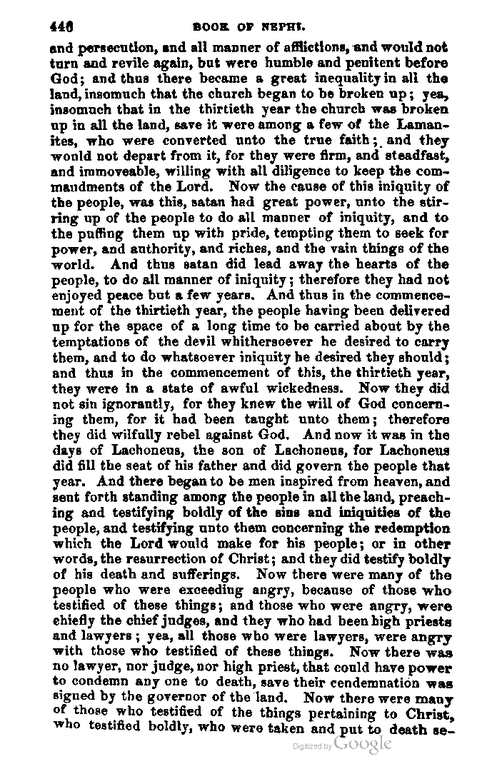 446 BOOK OF NEPHI.
and persecution, and all manner of afflictions, and would not
turn and revile again, but were humble and penitent before
God; and thus there became a great inequality in all the
land, insomuch that the church began to be broken up; yea,
insomuch that in the thirtieth year the church was broken
up in all the land, save it were among a few of the Laman-
ites, who were converted unto the true faith; and they
would not depart from it, for they were firm, and steadfast,
and immoveable, willing with all diligence to keep the com-
mandments of the Lord. Now the cause of this iniquity of
the people, was this, satan had great power, unto the stir-
ring up of the people to do all manner of iniquity, and to
the puffing them up with pride, tempting them to seek for
power, and authority, and riches, and the vain things of the
world. And thus satan did lead away the hearts of the
people, to do all manner of iniquity; therefore they had not
enjoyed peace but a few years. And thus in the commence-
ment of the thirtieth year, the people having been delivered
up for the space of a long time to be carried about by the
temptations of the devil whithersoever he desired to carry
them, and to do whatsoever iniquity he desired they should;
and thus in the commencement of this, the thirtieth year,
they were in a state of awful wickedness. Now they did
not sin ignorantly, for they knew the will of God concern-
ing them, for it had been taught unto them; therefore
they did wilfully rebel against God. And now it was in the
days of Lachoneus, the son of Lachoneus, for Lachoneus
did fill the seat of his father and did govern the people that
year. And there began to be men inspired from heaven, and
sent forth standing among the people in all the land, preach-
ing and testifying boldly of the sins and iniquities of the
people, and testifying unto them concerning the redemption
which the Lord would make for his people; or in other
words, the resurrection of Christ; and they did testify boldly
of his death and sufferings. Now there were many of the
people who were exceeding angry, because of those who
testified of these things; and those who were angry, were
chiefly the chief judges, and they who had been high priests
and lawyers; yea, all those who were lawyers, were angry
with those who testified of these things. Now there was
no lawyer, nor judge, nor high priest, that could have power
to condemn any one to death, save their cendemnation was
signed by the governor of the land. Now there were many
of those who testified of the things pertaining to Christ,
who testified boldly, who were taken and put to death se-
Digitized by Google